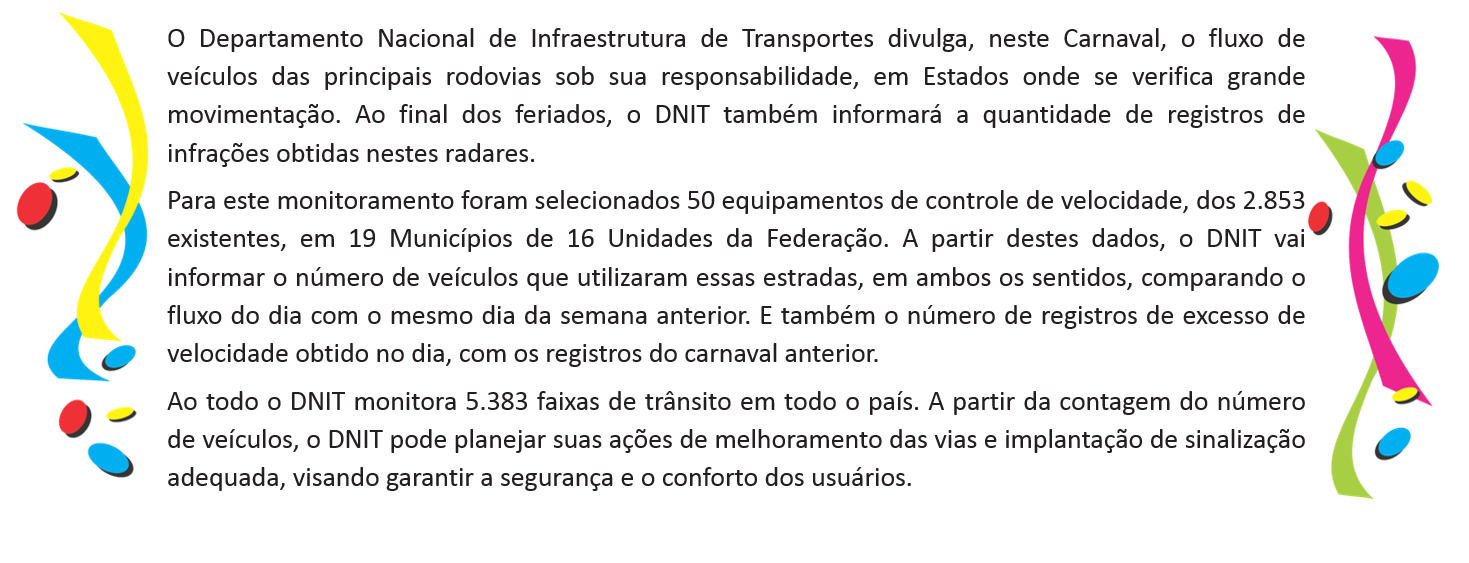 O Departamento Nacional de Infraestrutura de Transportes divulga, neste Carnaval, o fluxo de
veículos das principais rodovias sob sua responsabilidade, em Estados onde se verifica grande
movimentação. Ao final dos feriados, o DNIT também informará a quantidade de registros de
infrações obtidas nestes radares.
Para este monitoramento foram selecionados 50 equipamentos de controle de velocidade, dos 2.853
existentes, em 19 Municípios de 16 Unidades da Federação. A partir destes dados, o DNIT vai
informar o número de veículos que utilizaram essas estradas, em ambos os sentidos, comparando o
fluxo do dia com o mesmo dia da semana anterior. E também o número de registros de excesso de
velocidade obtido no dia, com os registros do carnaval anterior.
Ao todo o DNIT monitora 5.383 faixas de trânsito em todo o país. A partir da contagem do número
de veículos, o DNIT pode planejar suas ações de melhoramento das vias e implantação de sinalização
adequada, visando garantir a segurança e o conforto dos usuários.